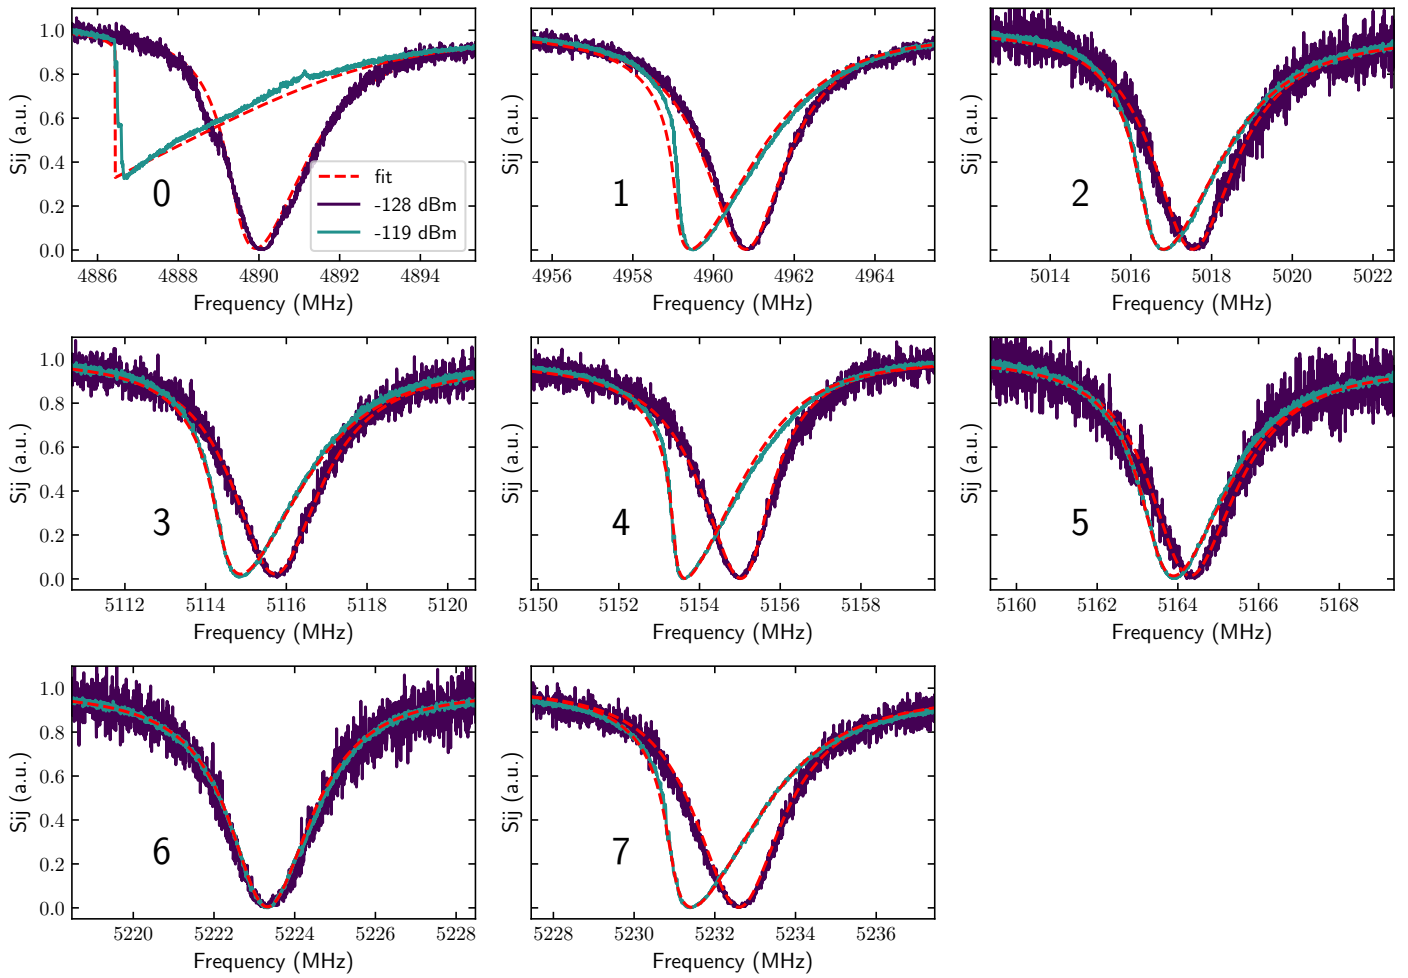 1.0
0.8
0.6
0.4
0.2
0.0
Sij (a.u.)
0
fit
-128 dBm
-119 dBm
4886 4888 4890 4892 4894
Frequency (MHz)
Sij (a.u.)
1
4956 4958 4960 4962 4964
Frequency (MHz)
Sij (a.u.)
2
5014 5016 5018 5020 5022
Frequency (MHz)
1.0
0.8
0.6
0.4
0.2
0.0
Sij (a.u.)
3
5112 5114 5116 5118 5120
Frequency (MHz)
Sij (a.u.)
4
5150 5152 5154 5156 5158
Frequency (MHz)
Sij (a.u.)
5
5160 5162 5164 5166 5168
Frequency (MHz)
1.0
0.8
0.6
0.4
0.2
0.0
Sij (a.u.)
6
5220 5222 5224 5226 5228
Frequency (MHz)
Sij (a.u.)
7
5228 5230 5232 5234 5236
Frequency (MHz)